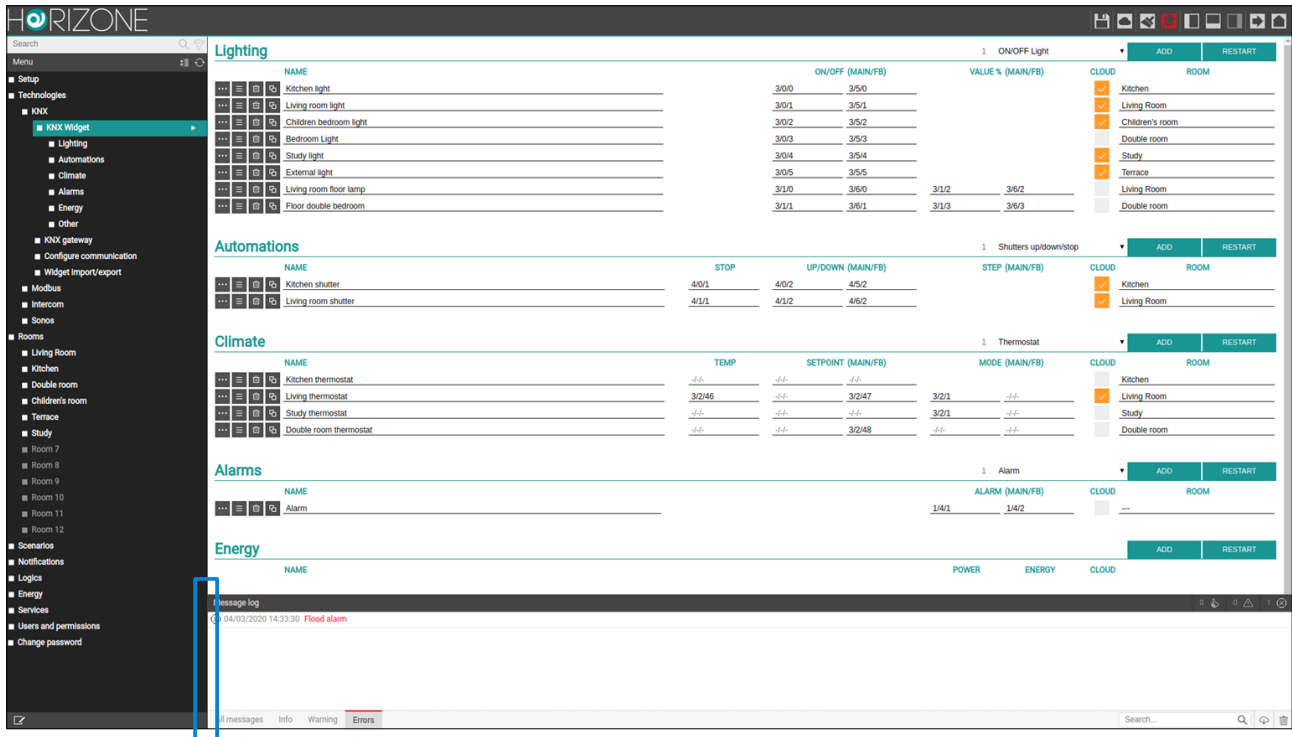 HORIZONE
Search
Menu
Setup
Technologies
KNX
KNX Widget
Lighting
Automations
Climate
Alarms
Energy
Other
KNX gateway
Configure communication
Widget import/export
Modbus
Intercom
Sonos
Rooms
Living Room
Kitchen
Double room
Children's room
Terrace
Study
Room 7
Room 8
Room 9
Room 10
Room 11
Room 12
Scenarios
Notifications
Logics
Energy
Services
Users and permissions
Change password
Lighting 1 ON/OFF Light ADD RESTART
NAME ON/OFF (MAIN/FB) VALUE % (MAIN/FB) CLOUD ROOM
Kitchen light 3/0/0 3/5/0 Kitchen
Living room light 3/0/1 3/5/1 Living Room
Children bedroom light 3/0/2 3/5/2 Children's room
Bedroom Light 3/0/3 3/5/3 Double room
Study light 3/0/4 3/5/4 Study
External light 3/0/5 3/5/5 Terrace
Living room floor lamp 3/1/0 3/6/0 3/1/2 3/6/2 Living Room
Floor double bedroom 3/1/1 3/6/1 3/1/3 3/6/3 Double room
Automations 1 Shutters up/down/stop ADD RESTART
NAME STOP UP/DOWN (MAIN/FB) STEP (MAIN/FB) CLOUD ROOM
Kitchen shutter 4/0/1 4/0/2 4/5/2 Kitchen
Living room shutter 4/1/1 4/1/2 4/6/2 Living Room
Climate 1 Thermostat ADD RESTART
NAME TEMP SETPOINT (MAIN/FB) MODE (MAIN/FB) CLOUD ROOM
Kitchen thermostat -/-/- -/-/- -/-/- Kitchen
Living thermostat 3/2/46 -/-/- 3/2/47 3/2/1 -/-/- Living Room
Study thermostat -/-/- -/-/- -/-/- 3/2/1 -/-/- Study
Double room thermostat -/-/- -/-/- 3/2/48 -/-/- -/-/- Double room
Alarms 1 Alarm ADD RESTART
NAME ALARM (MAIN/FB) CLOUD ROOM
Alarm 1/4/1 1/4/2 ---
Energy ADD RESTART
NAME POWER ENERGY CLOUD
Message log 0 0 1
04/03/2020 14:33:30 Flood alarm
All messages Info Warning Errors Search...